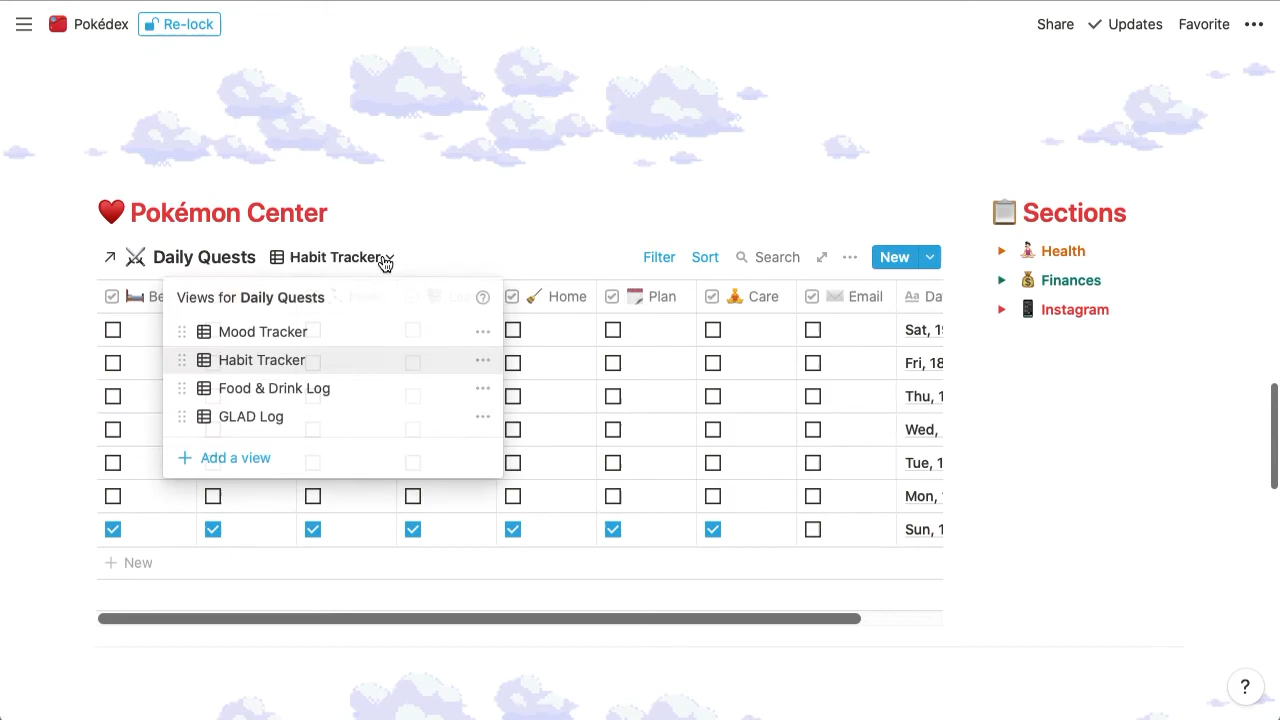 Pokédex Re-lock Share Updates Favorite
Pokémon Center
Sections
Daily Quests Habit Tracker Filter Sort Search New
Health
Finances
Instagram
Home Plan Care Email Aa
Views for Daily Quests
Mood Tracker
Habit Tracker
Food & Drink Log
GLAD Log
Add a view
Sat,
Fri, 18
Thu, 1
Wed,
Tue, 1
Mon,
Sun, 1
New
?